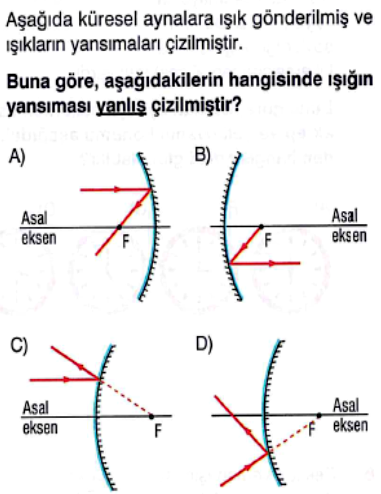 Aşağıda küresel aynalara ışık gönderilmiş ve
ışıkların yansımaları çizilmiştir.
Buna göre, aşağıdakilerin hangisinde ışığın
yansıması yanlış çizilmiştir?
A)
Asal
eksen
F
B)
Asal
eksen
F
C)
Asal
eksen
F
D)
Asal
eksen
F